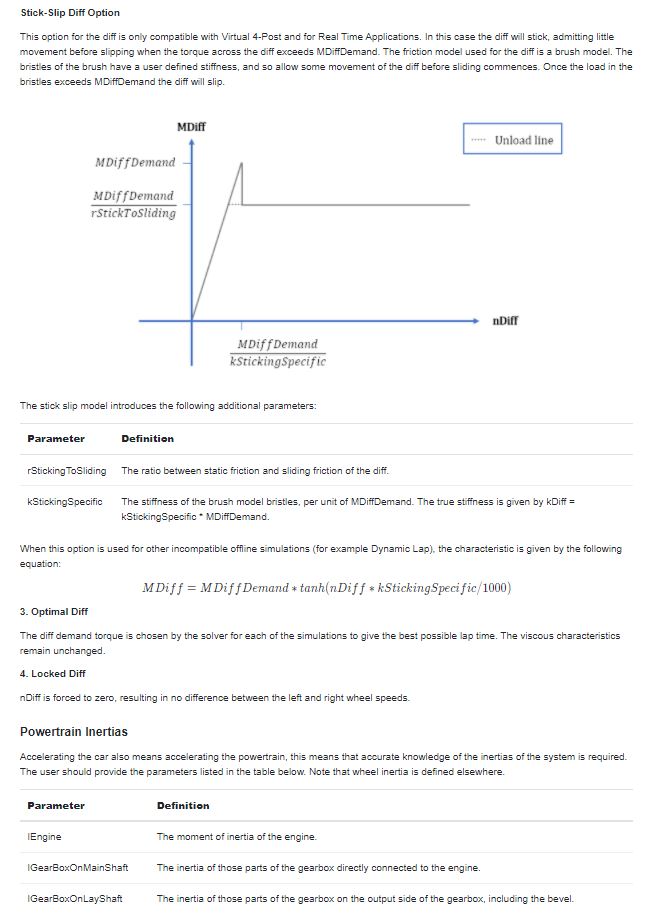 Stick-Slip Diff Option
This option for the diff is only compatible with Virtual 4-Post and for Real Time Applications. In this case the diff will stick, admitting little
movement before slipping when the torque across the diff exceeds MDiffDemand. The friction model used for the diff is a brush model. The
bristles of the brush have a user defined stiffness, and so allow some movement of the diff before sliding commences. Once the load in the
bristles exceeds MDiffDemand the diff will slip.
MDiff
Unload line
MDiffDemand
MDiffDemand
rStickToSliding
nDiff
MDiffDemand
kStickingSpecific
The stick slip model introduces the following additional parameters:
Parameter Definition
rStickingToSliding The ratio between static friction and sliding friction of the diff.
kStickingSpecific The stiffness of the brush model bristles, per unit of MDiffDemand. The true stiffness is given by kDiff =
kStickingSpecific * MDiffDemand.
When this option is used for other incompatible offline simulations (for example Dynamic Lap), the characteristic is given by the following
equation:
MDiff = MDiffDemand * tanh(nDiff * kStickingSpecific/1000)
3. Optimal Diff
The diff demand torque is chosen by the solver for each of the simulations to give the best possible lap time. The viscous characteristics
remain unchanged.
4. Locked Diff
nDiff is forced to zero, resulting in no difference between the left and right wheel speeds.
Powertrain Inertias
Accelerating the car also means accelerating the powertrain, this means that accurate knowledge of the inertias of the system is required.
The user should provide the parameters listed in the table below. Note that wheel inertia is defined elsewhere.
Parameter Definition
IEngine The moment of inertia of the engine.
IGearBoxOnMainShaft The inertia of those parts of the gearbox directly connected to the engine.
IGearBoxOnLayShaft The inertia of those parts of the gearbox on the output side of the gearbox, including the bevel.